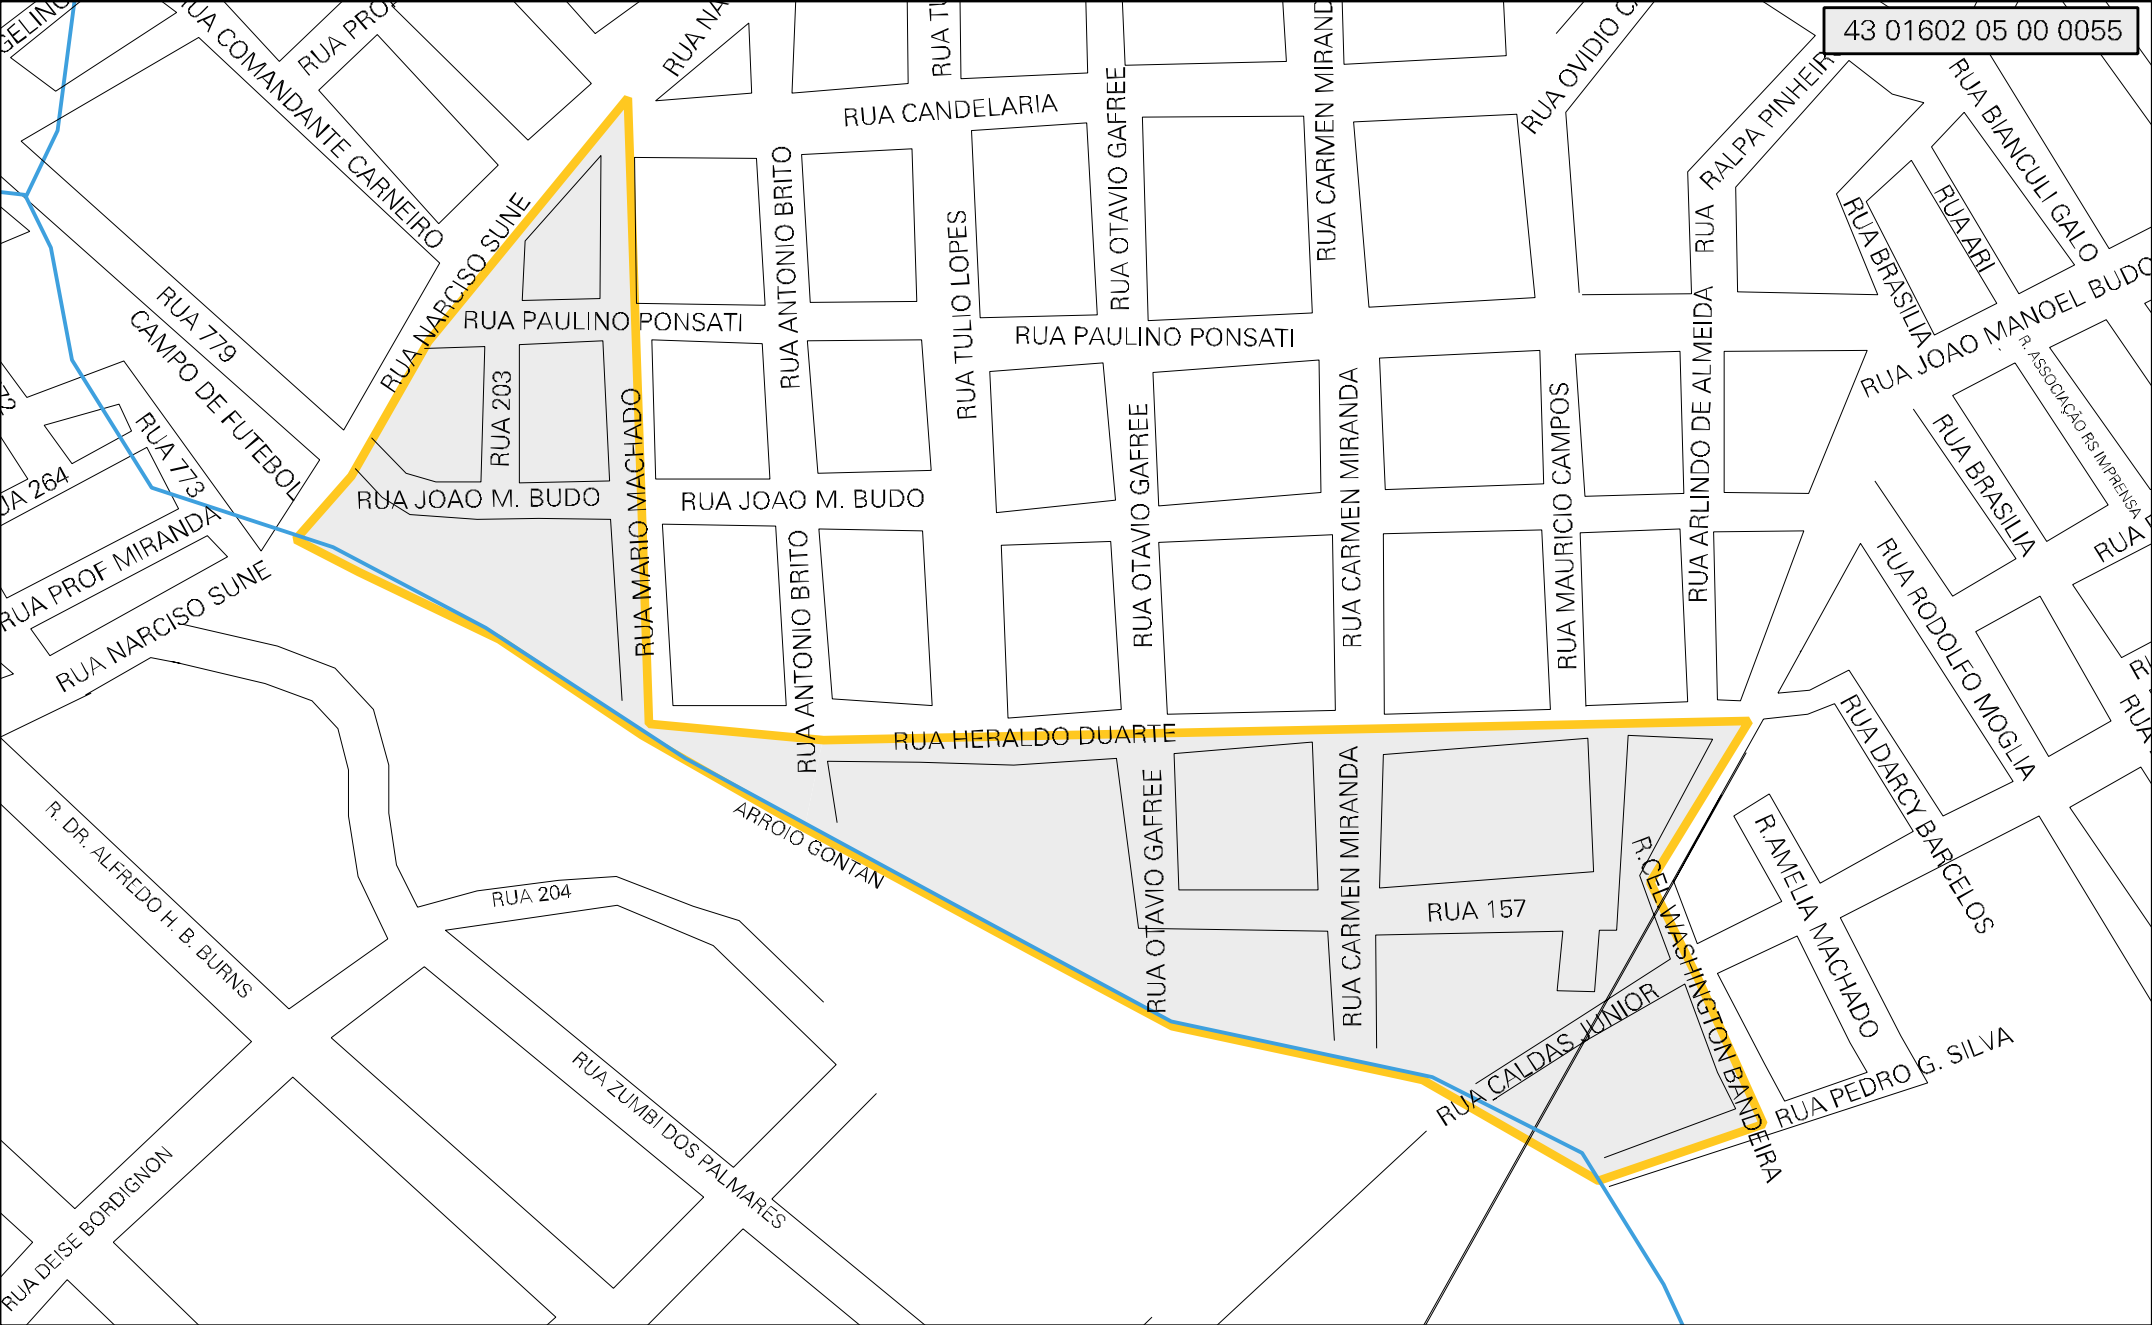 43 01602 05 00 0055
RUA COMANDANTE CARNEIRO
RUA CANDELARIA
RUA OTAVIO GAFREE
RUA CARMEN MIRAND
RUA OVIDIO C
RUA RALPA PINHEIR
RUA BIANCULI GALO
RUA ARI
RUA BRASILIA
RUA JOAO MANOEL BUDO
R. ASSOCIAÇÃO RS IMPRENSA
RUA NARCISO SUNE
RUA ANTONIO BRITO
RUA TULIO LOPES
RUA 779
CAMPO DE FUTEBOL
RUA PAULINO PONSATI
RUA PAULINO PONSATI
RUA 203
RUA MARIO MACHADO
RUA 773
UA 264
RUA PROF MIRANDA
RUA NARCISO SUNE
RUA JOAO M. BUDO
RUA JOAO M. BUDO
RUA ANTONIO BRITO
RUA OTAVIO GAFREE
RUA CARMEN MIRANDA
RUA MAURICIO CAMPOS
RUA ARLINDO DE ALMEIDA
RUA BRASILIA
RUA
RUA RODOLFO MOGLIA
RUA DARCY BARCELOS
RUA
RUA HERALDO DUARTE
ARROIO GONTAN
RUA OTAVIO GAFREE
RUA CARMEN MIRANDA
RUA 157
R. CEL WASHINGTON BANDEIRA
R.AMELIA MACHADO
RUA CALDAS JUNIOR
RUA PEDRO G. SILVA
R. DR. ALFREDO H. B. BURNS
RUA 204
RUA ZUMBI DOS PALMARES
RUA DEISE BORDIGNON